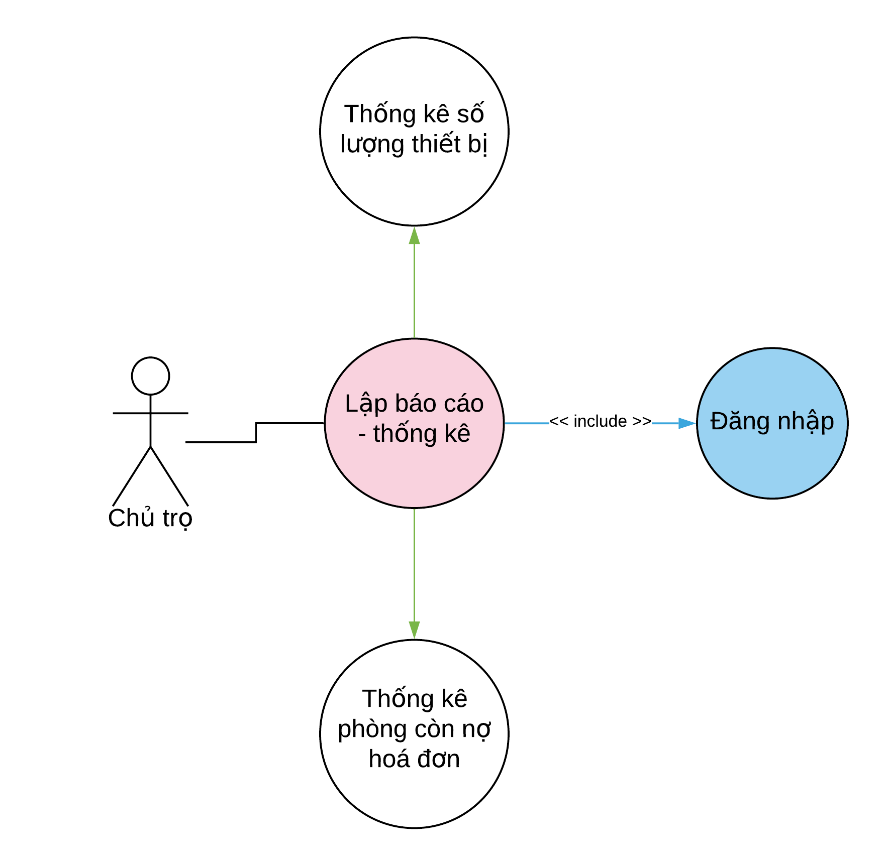 Thống kê số
lượng thiết bị
Lập báo cáo
- thống kê
<< include >>
Đăng nhập
Chủ trọ
Thống kê
phòng còn nợ
hoá đơn